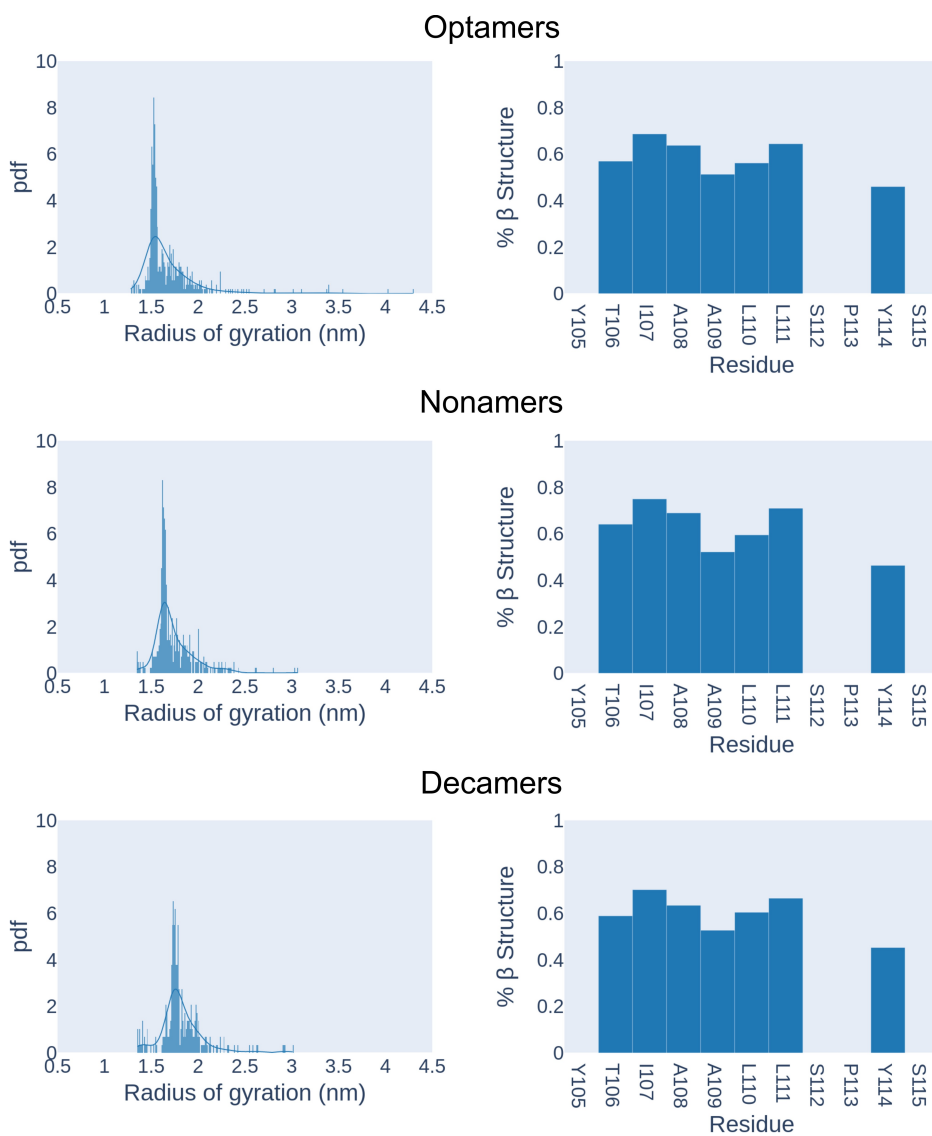 Optamers
10
8
6
4
2
0
pdf
0.5 1 1.5 2 2.5 3 3.5 4 4.5
Radius of gyration (nm)
1
0.8
0.6
0.4
0.2
0
% β Structure
Y105 T106 I107 A108 A109 L110 L111 S112 P113 Y114 S115
Residue
Nonamers
10
8
6
4
2
0
pdf
0.5 1 1.5 2 2.5 3 3.5 4 4.5
Radius of gyration (nm)
1
0.8
0.6
0.4
0.2
0
% β Structure
Y105 T106 I107 A108 A109 L110 L111 S112 P113 Y114 S115
Residue
Decamers
10
8
6
4
2
0
pdf
0.5 1 1.5 2 2.5 3 3.5 4 4.5
Radius of gyration (nm)
1
0.8
0.6
0.4
0.2
0
% β Structure
Y105 T106 I107 A108 A109 L110 L111 S112 P113 Y114 S115
Residue